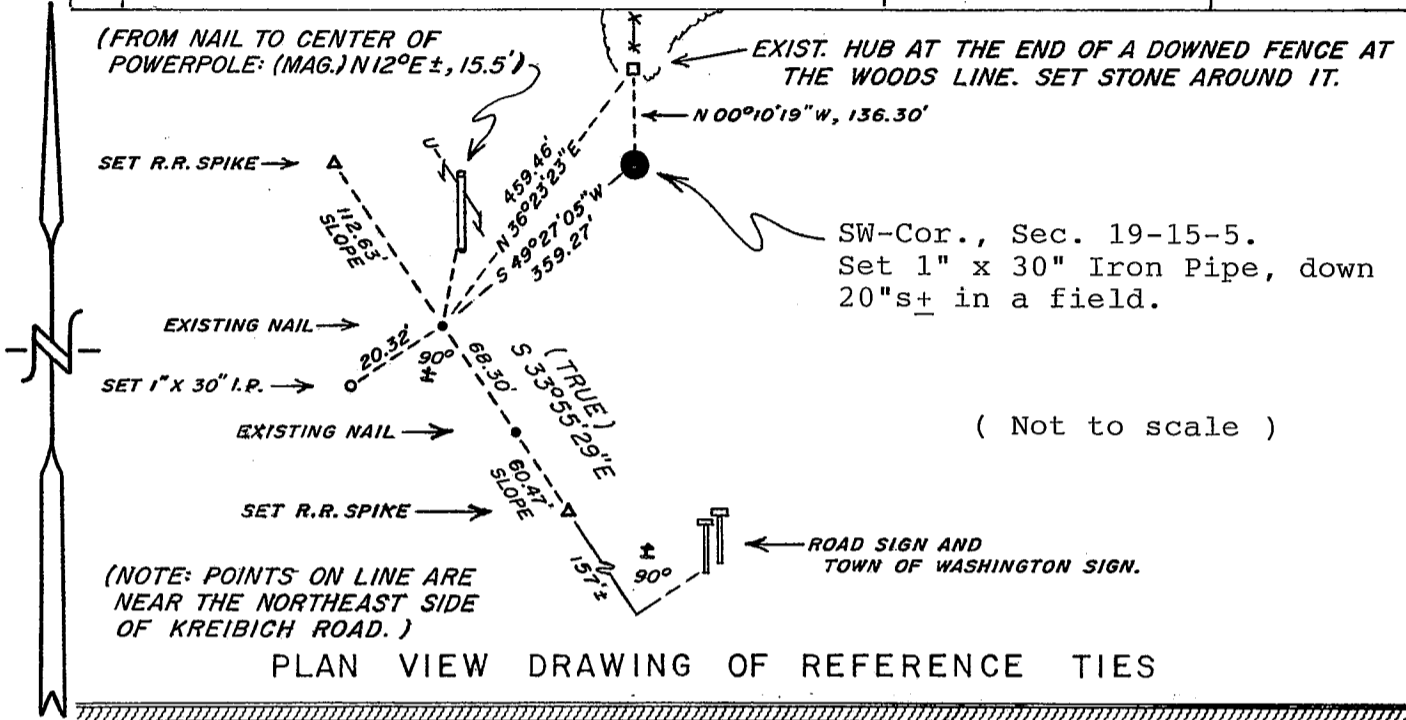 (FROM NAIL TO CENTER OF
POWERPOLE: (MAG.) N 12°E ±, 15.5')
EXIST. HUB AT THE END OF A DOWNED FENCE AT
THE WOODS LINE. SET STONE AROUND IT.
N 00°10'19"W, 136.30'
SET R.R. SPIKE
112.63'
SLOPE
459.46'
N 36°23'23"E
S 49°27'05"W
359.27'
SW-Cor., Sec. 19-15-5.
Set 1" x 30" Iron Pipe, down
20"s± in a field.
EXISTING NAIL
20.32'
90°
±
68.30'
(TRUE)
S 33°55'29"E
SET 1" X 30" I.P.
EXISTING NAIL
( Not to scale )
60.47'
SLOPE
SET R.R. SPIKE
157'±
±
90°
ROAD SIGN AND
TOWN OF WASHINGTON SIGN.
(NOTE: POINTS ON LINE ARE
NEAR THE NORTHEAST SIDE
OF KREIBICH ROAD.)
PLAN VIEW DRAWING OF REFERENCE TIES